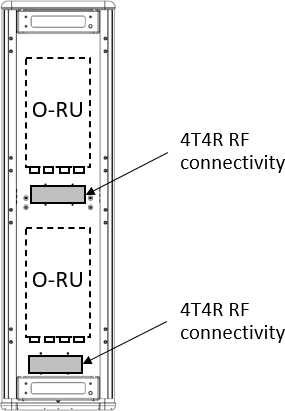 O-RU
4T4R RF
connectivity
O-RU
4T4R RF
connectivity